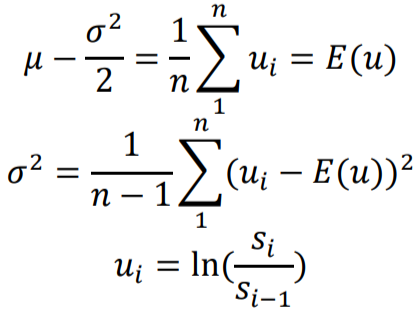 μ − σ²/2 = 1/n ∑₁ⁿ uᵢ = E(u)
σ² = 1/(n − 1) ∑₁ⁿ (uᵢ − E(u))²
uᵢ = ln(sᵢ/sᵢ₋₁)